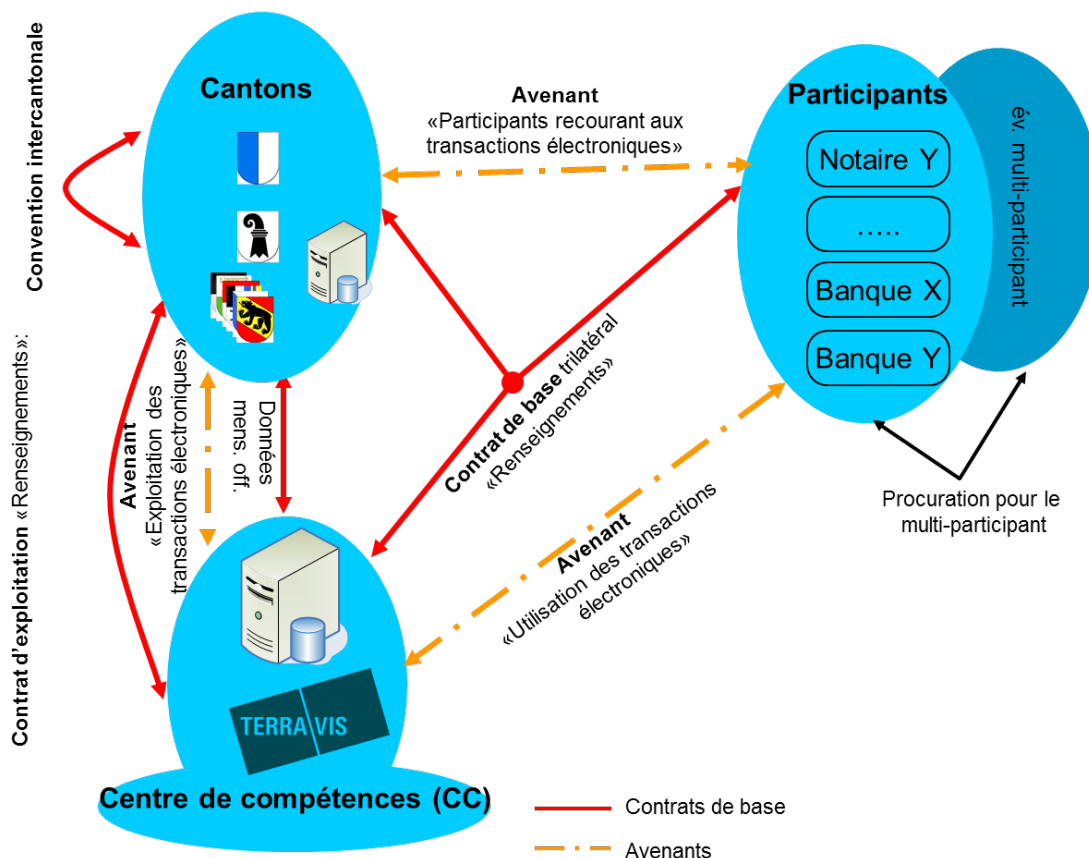 Convention intercantonale
Contrat d'exploitation «Renseignements»:
Cantons
Avenant
«Participants recourant aux
transactions électroniques»
Participants
Notaire Y
.....
Banque X
Banque Y
év. multi-participant
Avenant
«Exploitation des
transactions électroniques»
Données
mens. off.
Contrat de base trilatéral
«Renseignements»
Avenant
«Utilisation des transactions
électroniques»
Procuration pour le
multi-participant
TERRAVIS
Centre de compétences (CC)
Contrats de base
Avenants